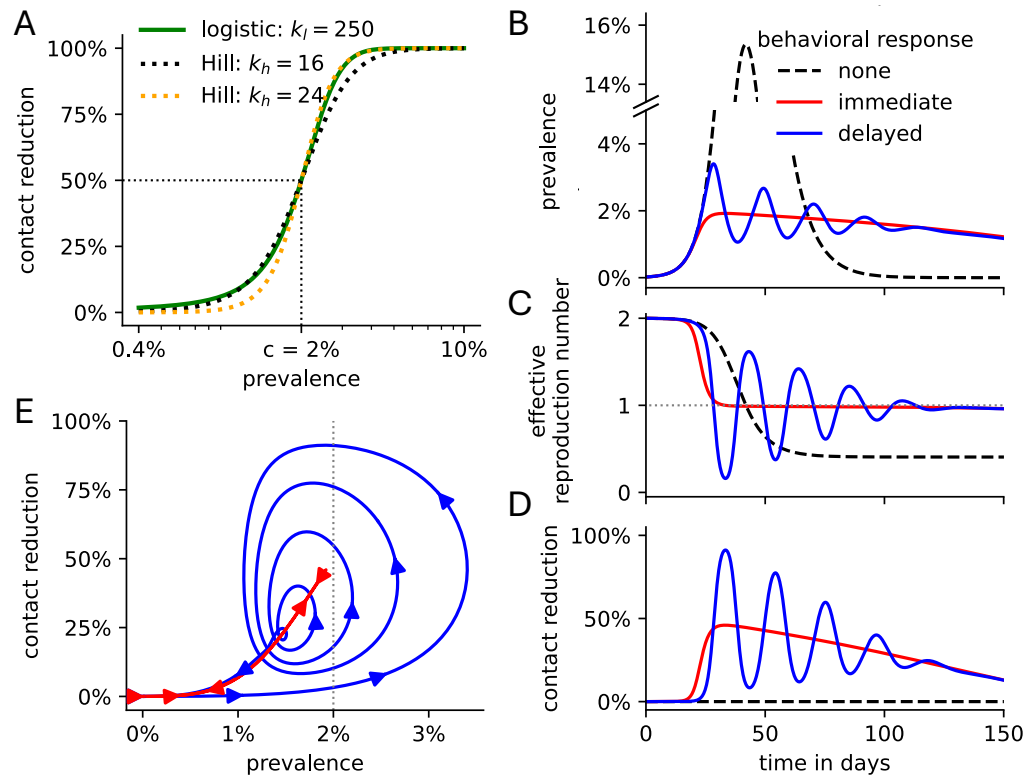 A
logistic: k_l = 250
Hill: k_h = 16
Hill: k_h = 24
100%
75%
50%
25%
0%
contact reduction
0.4%
c = 2%
10%
prevalence
B
behavioral response
none
immediate
delayed
16%
14%
4%
2%
0%
prevalence
C
2
1
0
effective
reproduction number
D
100%
50%
0%
contact reduction
0
50
100
150
time in days
E
100%
75%
50%
25%
0%
contact reduction
0%
1%
2%
3%
prevalence